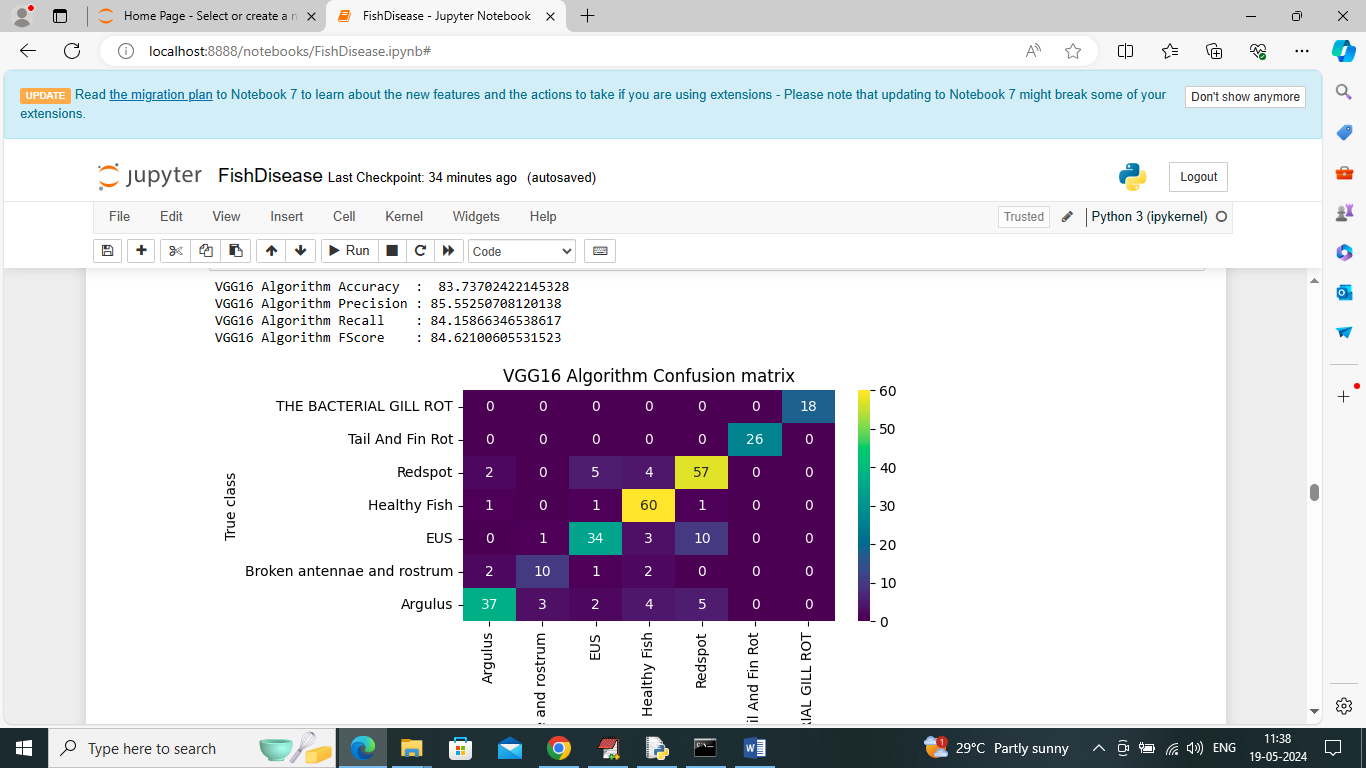 Home Page - Select or create a n
FishDisease - Jupyter Notebook
localhost:8888/notebooks/FishDisease.ipynb#
UPDATE Read the migration plan to Notebook 7 to learn about the new features and the actions to take if you are using extensions - Please note that updating to Notebook 7 might break some of your
extensions.
Don't show anymore
jupyter FishDisease Last Checkpoint: 34 minutes ago (autosaved)
Logout
File Edit View Insert Cell Kernel Widgets Help
Trusted
Python 3 (ipykernel)
Run
Code
VGG16 Algorithm Accuracy : 83.73702422145328
VGG16 Algorithm Precision : 85.55250708120138
VGG16 Algorithm Recall : 84.15866346538617
VGG16 Algorithm FScore : 84.62100605531523
VGG16 Algorithm Confusion matrix
True class
THE BACTERIAL GILL ROT 0 0 0 0 0 0 18
Tail And Fin Rot 0 0 0 0 0 26 0
Redspot 2 0 5 4 57 0 0
Healthy Fish 1 0 1 60 1 0 0
EUS 0 1 34 3 10 0 0
Broken antennae and rostrum 2 10 1 2 0 0 0
Argulus 37 3 2 4 5 0 0
60
50
40
30
20
10
0
Argulus
e and rostrum
EUS
Healthy Fish
Redspot
il And Fin Rot
RIAL GILL ROT
Type here to search
1
29°C Partly sunny
ENG
11:38
19-05-2024